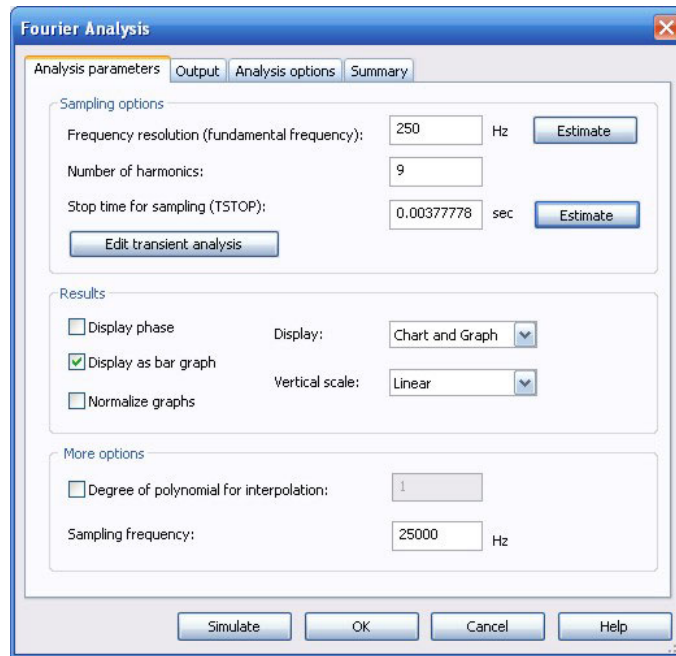 Fourier Analysis
Analysis parameters Output Analysis options Summary
Sampling options
Frequency resolution (fundamental frequency): 250 Hz Estimate
Number of harmonics: 9
Stop time for sampling (TSTOP): 0.00377778 sec Estimate
Edit transient analysis
Results
Display phase Display: Chart and Graph
Display as bar graph
Vertical scale: Linear
Normalize graphs
More options
Degree of polynomial for interpolation: 1
Sampling frequency: 25000 Hz
Simulate OK Cancel Help